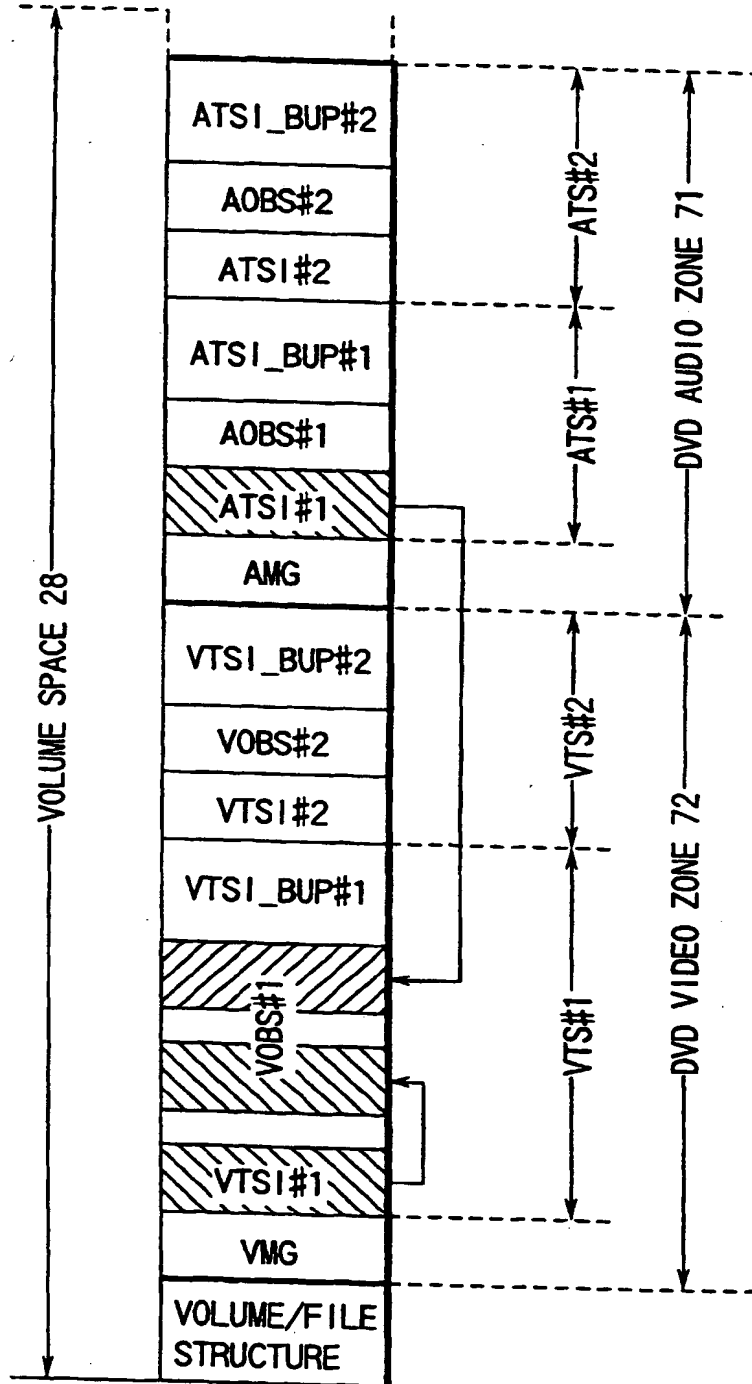 ATSI_BUP#2
AOBS#2
ATSI#2
ATSI_BUP#1
AOBS#1
ATSI#1
AMG
VTSI_BUP#2
VOBS#2
VTSI#2
VTSI_BUP#1
VOBS#1
VTSI#1
VMG
VOLUME/FILE
STRUCTURE
VOLUME SPACE 28
ATS#2
ATS#1
VTS#2
VTS#1
DVD AUDIO ZONE 71
DVD VIDEO ZONE 72